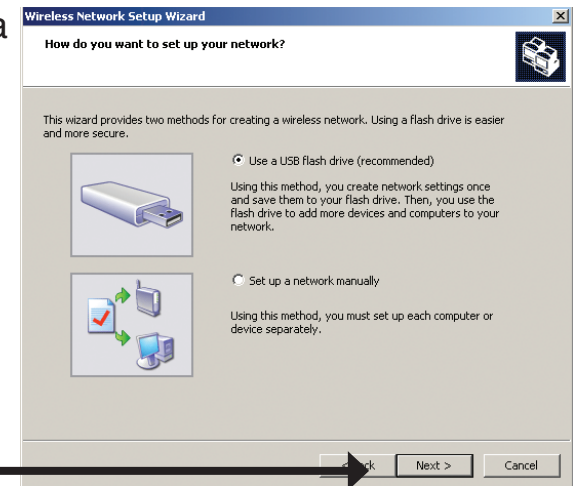 a
Wireless Network Setup Wizard
How do you want to set up your network?
This wizard provides two methods for creating a wireless network. Using a flash drive is easier
and more secure.
Use a USB flash drive (recommended)
Using this method, you create network settings once
and save them to your flash drive. Then, you use the
flash drive to add more devices and computers to your
network.
Set up a network manually
Using this method, you must set up each computer or
device separately.
Next > Cancel